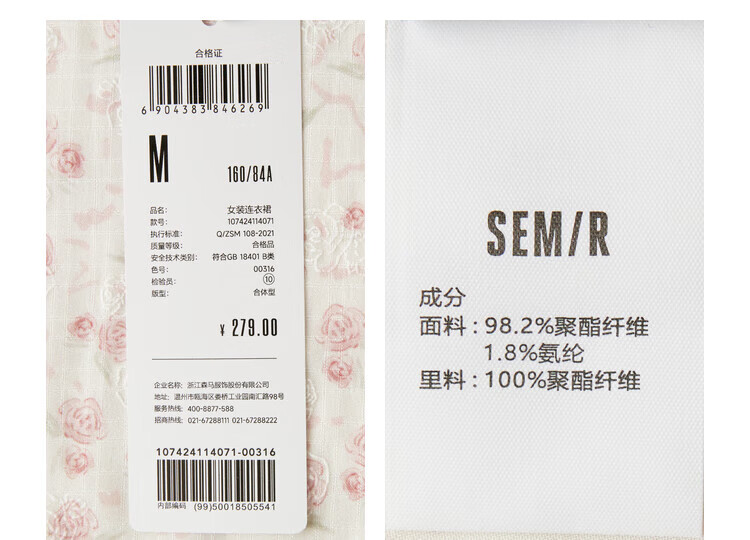 合格证
6 904383 846269
M
160/84A
品名: 女装连衣裙
款号: 107424114071
执行标准: Q/ZSM 108-2021
质量等级: 合格品
安全技术类别: 符合GB 18401 B类
色号: 00316
检验员: ⑩
版型: 合体型
¥ 279.00
企业名称: 浙江森马服饰股份有限公司
地址: 温州市瓯海区娄桥工业园南汇路98号
服务热线: 400-8877-588
招商热线: 021-67288111 021-67288222
107424114071-00316
内部编码 (99)50018505541
SEM/R
成分
面料: 98.2%聚酯纤维
1.8%氨纶
里料: 100%聚酯纤维